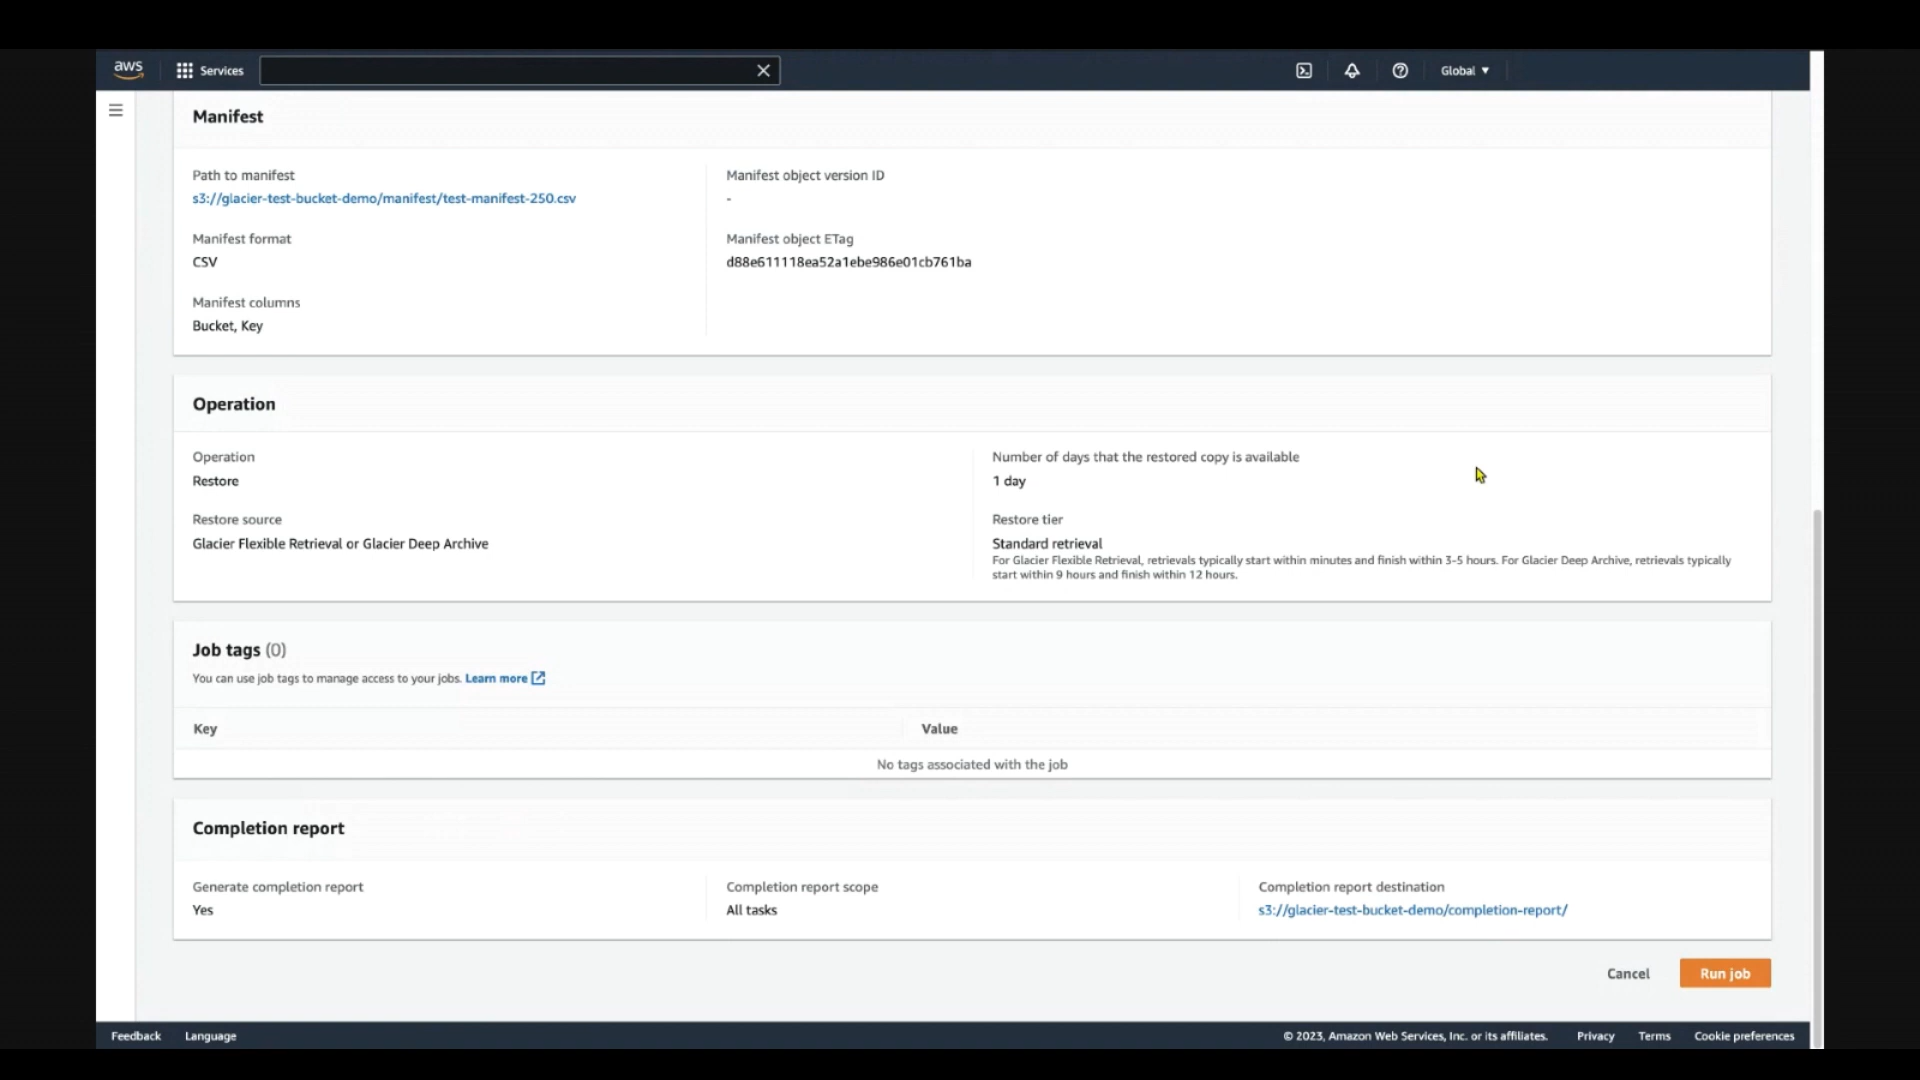 aws
Services
Global ▼
Manifest
Path to manifest
s3://glacier-test-bucket-demo/manifest/test-manifest-250.csv
Manifest object version ID
-
Manifest format
CSV
Manifest object ETag
d88e611118ea52a1ebe986e01cb761ba
Manifest columns
Bucket, Key
Operation
Operation
Restore
Number of days that the restored copy is available
1 day
Restore source
Glacier Flexible Retrieval or Glacier Deep Archive
Restore tier
Standard retrieval
For Glacier Flexible Retrieval, retrievals typically start within minutes and finish within 3-5 hours. For Glacier Deep Archive, retrievals typically
start within 9 hours and finish within 12 hours.
Job tags (0)
You can use job tags to manage access to your jobs. Learn more
Key
Value
No tags associated with the job
Completion report
Generate completion report
Yes
Completion report scope
All tasks
Completion report destination
s3://glacier-test-bucket-demo/completion-report/
Cancel
Run job
Feedback
Language
© 2023, Amazon Web Services, Inc. or its affiliates.
Privacy
Terms
Cookie preferences